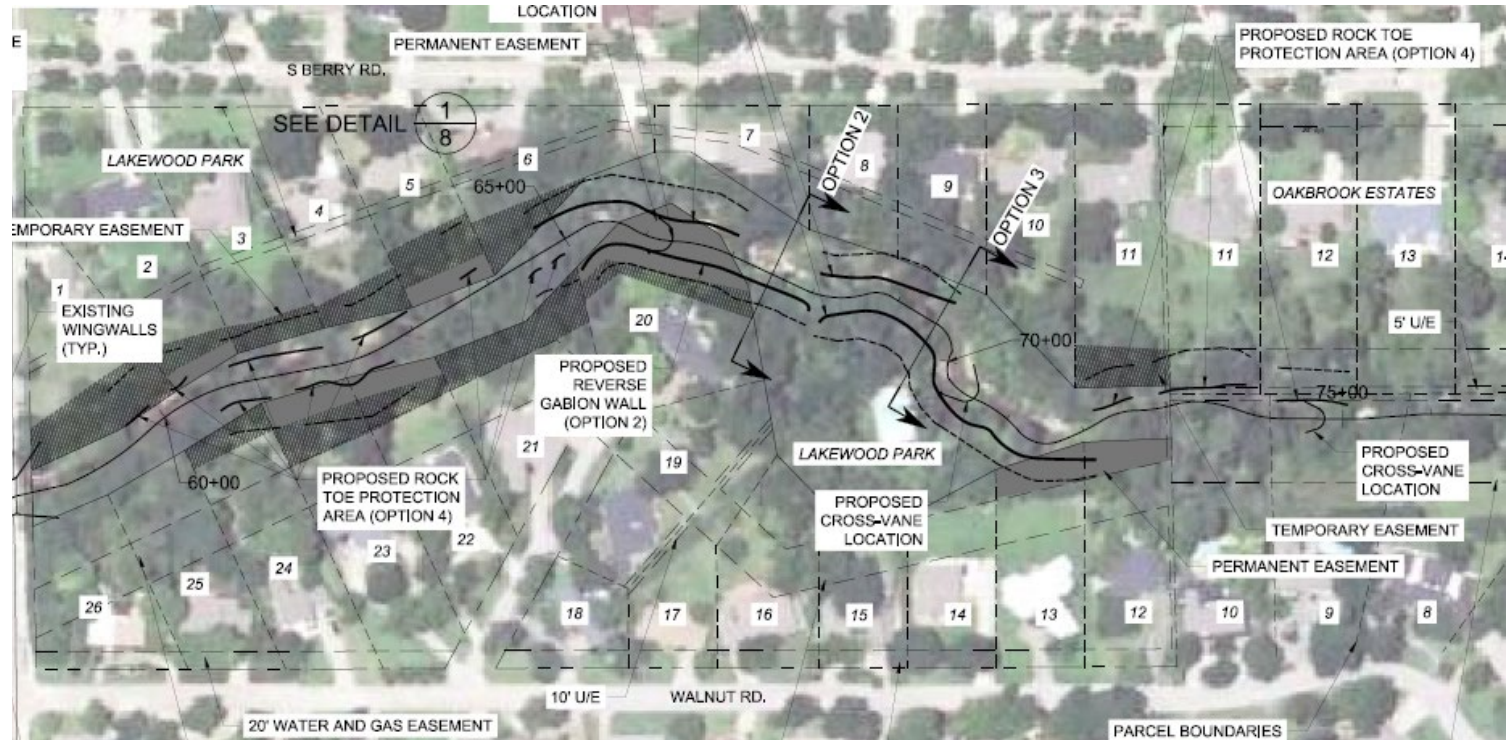 LOCATION
E
PERMANENT EASEMENT
PROPOSED ROCK TOE
PROTECTION AREA (OPTION 4)
S BERRY RD.
SEE DETAIL
1
8
LAKEWOOD PARK
OPTION 2
7
8
6
5
9
4
65+00
OPTION 3
10
OAKBROOK ESTATES
EMPORARY EASEMENT
3
2
11
11
12
13
14
1
EXISTING
WINGWALLS
(TYP.)
20
5' U/E
70+00
PROPOSED
REVERSE
GABION WALL
(OPTION 2)
75+00
21
19
LAKEWOOD PARK
60+00
PROPOSED ROCK
TOE PROTECTION
AREA (OPTION 4)
PROPOSED
CROSS-VANE
LOCATION
PROPOSED
CROSS-VANE
LOCATION
TEMPORARY EASEMENT
PERMANENT EASEMENT
22
23
24
25
26
18
17
16
15
14
13
12
10
9
8
10' U/E
WALNUT RD.
20' WATER AND GAS EASEMENT
PARCEL BOUNDARIES